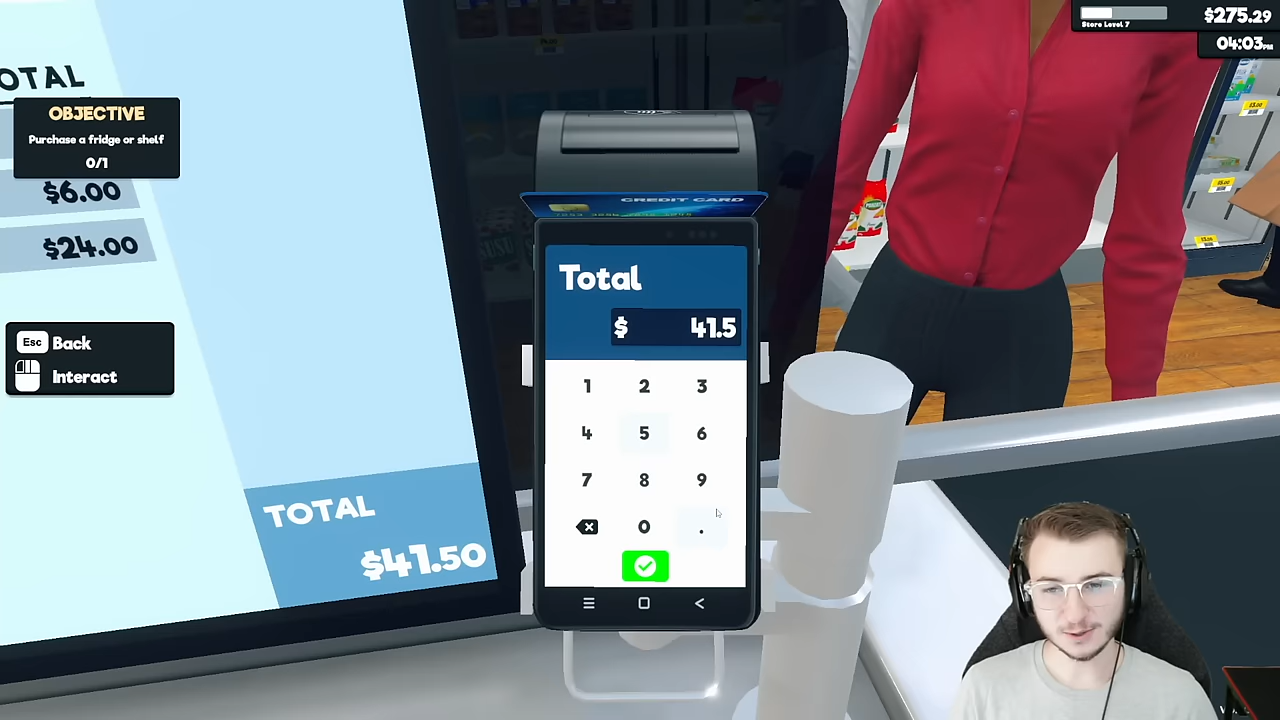 OTAL
OBJECTIVE
Purchase a fridge or shelf
0/1
$6.00
$24.00
Esc Back
Interact
TOTAL
$41.50
CREDIT CARD
Total
$ 41.5
1 2 3
4 5 6
7 8 9
0 .
Store Level 7
$275.29
04:03PM